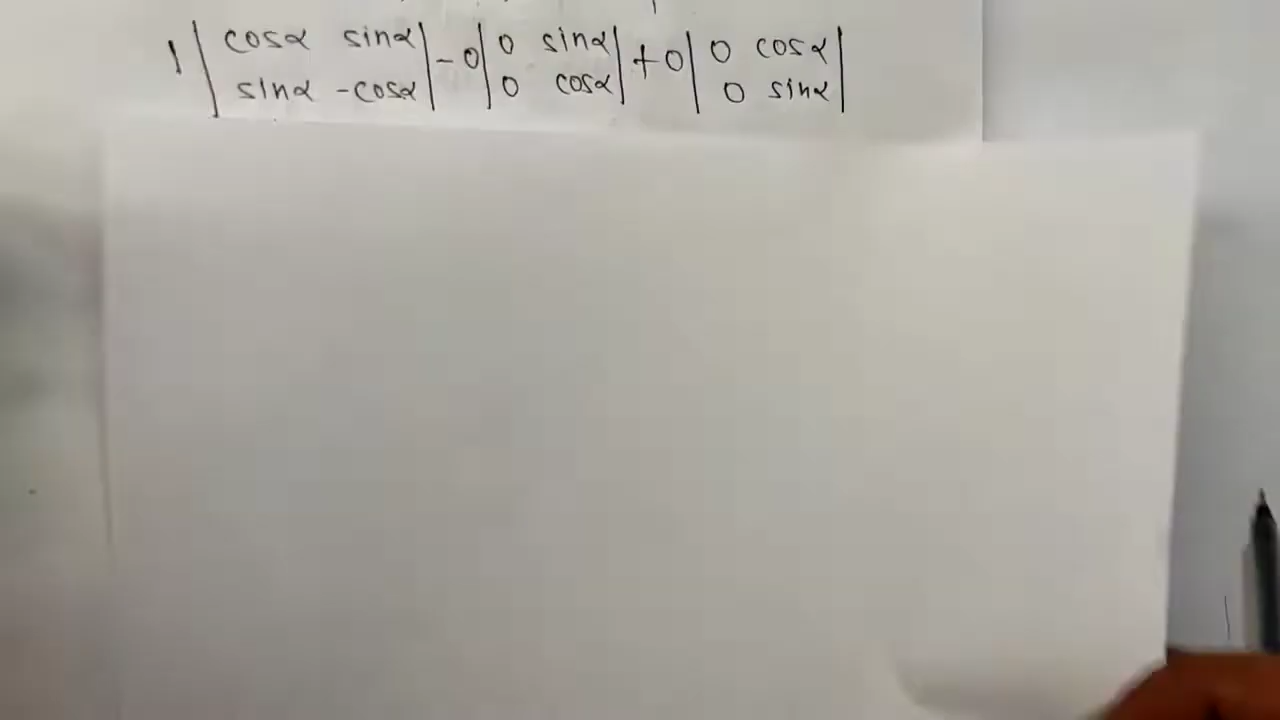 1 | cosα sinα | - 0 | 0 sinα | + 0 | 0 cosα |
| sinα -cosα | | 0 cosα | | 0 sinα |